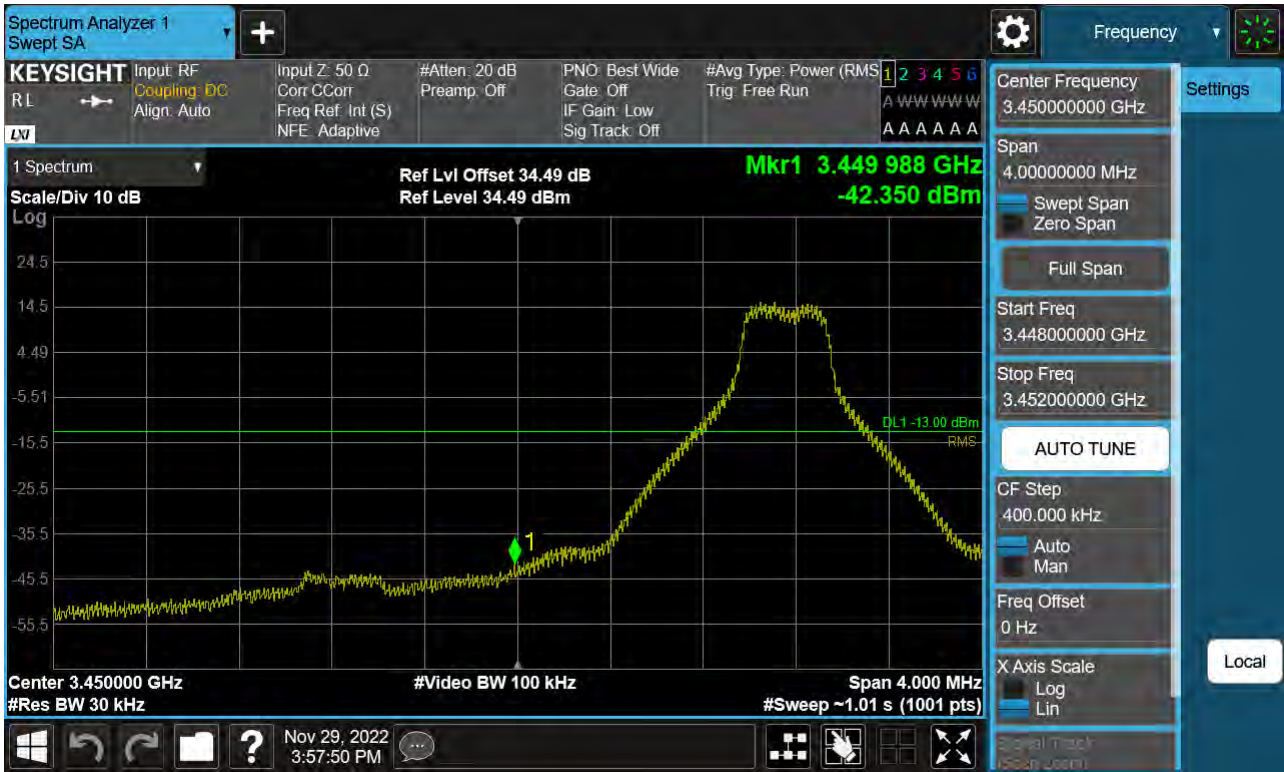 Spectrum Analyzer 1
Swept SA
+
Frequency
KEYSIGHT
RL
LXI
Input: RF
Coupling: DC
Align: Auto
Input Z: 50 Ω
Corr CCorr
Freq Ref: Int (S)
NFE: Adaptive
#Atten: 20 dB
Preamp: Off
PNO: Best Wide
Gate: Off
IF Gain: Low
Sig Track: Off
#Avg Type: Power (RMS
Trig: Free Run
1 2 3 4 5 6
A W W W W W
A A A A A A
1 Spectrum
Scale/Div 10 dB
Log
Ref Lvl Offset 34.49 dB
Ref Level 34.49 dBm
Mkr1 3.449 988 GHz
-42.350 dBm
24.5
14.5
4.49
-5.51
-15.5
-25.5
-35.5
-45.5
-55.5
DL1 -13.00 dBm
RMS
1
Center 3.450000 GHz
#Res BW 30 kHz
#Video BW 100 kHz
Span 4.000 MHz
#Sweep ~1.01 s (1001 pts)
Center Frequency
3.450000000 GHz
Span
4.00000000 MHz
Swept Span
Zero Span
Full Span
Start Freq
3.448000000 GHz
Stop Freq
3.452000000 GHz
AUTO TUNE
CF Step
400.000 kHz
Auto
Man
Freq Offset
0 Hz
X Axis Scale
Log
Lin
Signal Track
(Span Zoom)
Settings
Local
?
Nov 29, 2022
3:57:50 PM